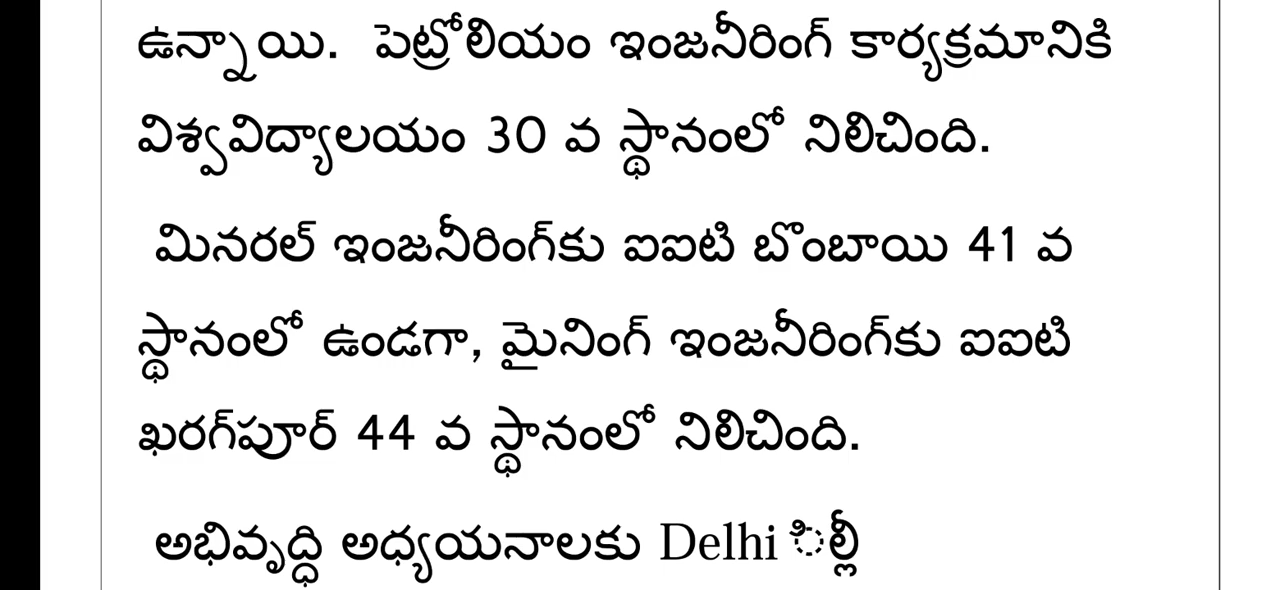 ఉన్నాయి. పెట్రోలియం ఇంజనీరింగ్ కార్యక్రమానికి
విశ్వవిద్యాలయం 30 వ స్థానంలో నిలిచింది.
మినరల్ ఇంజనీరింగ్‌కు ఐఐటి బొంబాయి 41 వ
స్థానంలో ఉండగా, మైనింగ్ ఇంజనీరింగ్‌కు ఐఐటి
ఖరగ్‌పూర్ 44 వ స్థానంలో నిలిచింది.
అభివృద్ధి అధ్యయనాలకు Delhi ిల్లీ